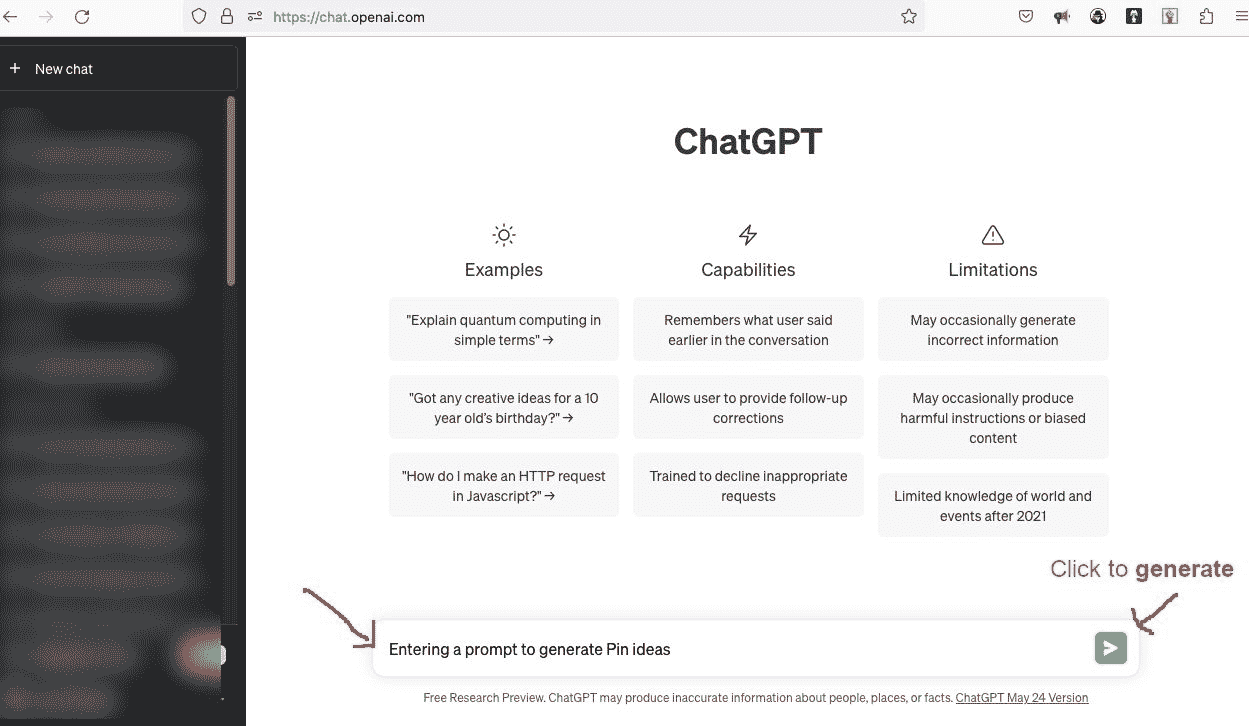 https://chat.openai.com
+ New chat
ChatGPT
Examples
"Explain quantum computing in
simple terms" →
"Got any creative ideas for a 10
year old's birthday?" →
"How do I make an HTTP request
in Javascript?" →
Capabilities
Remembers what user said
earlier in the conversation
Allows user to provide follow-up
corrections
Trained to decline inappropriate
requests
Limitations
May occasionally generate
incorrect information
May occasionally produce
harmful instructions or biased
content
Limited knowledge of world and
events after 2021
Click to generate
Entering a prompt to generate Pin ideas
Free Research Preview. ChatGPT may produce inaccurate information about people, places, or facts. ChatGPT May 24 Version